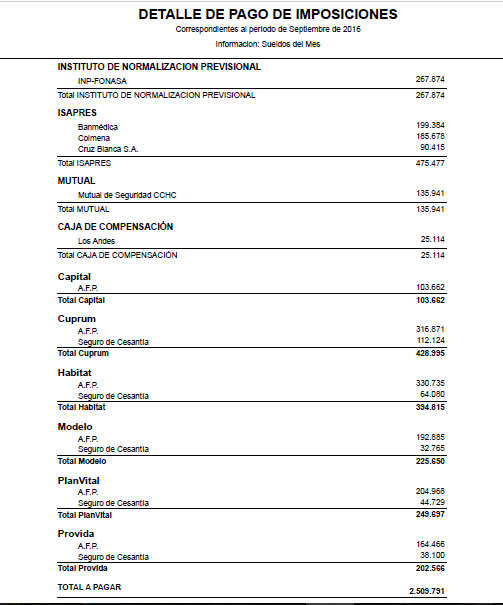 DETALLE DE PAGO DE IMPOSICIONES
Correspondientes al período de Septiembre de 2016
Informacion: Sueldos del Mes
INSTITUTO DE NORMALIZACION PREVISIONAL
INP-FONASA 267.874
Total INSTITUTO DE NORMALIZACION PREVISIONAL 267.874
ISAPRES
Banmédica 199.384
Colmena 185.678
Cruz Blanca S.A. 90.415
Total ISAPRES 475.477
MUTUAL
Mutual de Seguridad CCHC 135.941
Total MUTUAL 135.941
CAJA DE COMPENSACIÓN
Los Andes 25.114
Total CAJA DE COMPENSACIÓN 25.114
Capital
A.F.P. 103.662
Total Capital 103.662
Cuprum
A.F.P. 316.871
Seguro de Cesantía 112.124
Total Cuprum 428.995
Habitat
A.F.P. 330.735
Seguro de Cesantía 64.080
Total Habitat 394.815
Modelo
A.F.P. 192.885
Seguro de Cesantía 32.765
Total Modelo 225.650
PlanVital
A.F.P. 204.968
Seguro de Cesantía 44.729
Total PlanVital 249.697
Provida
A.F.P. 164.466
Seguro de Cesantía 38.100
Total Provida 202.566
TOTAL A PAGAR 2.509.791